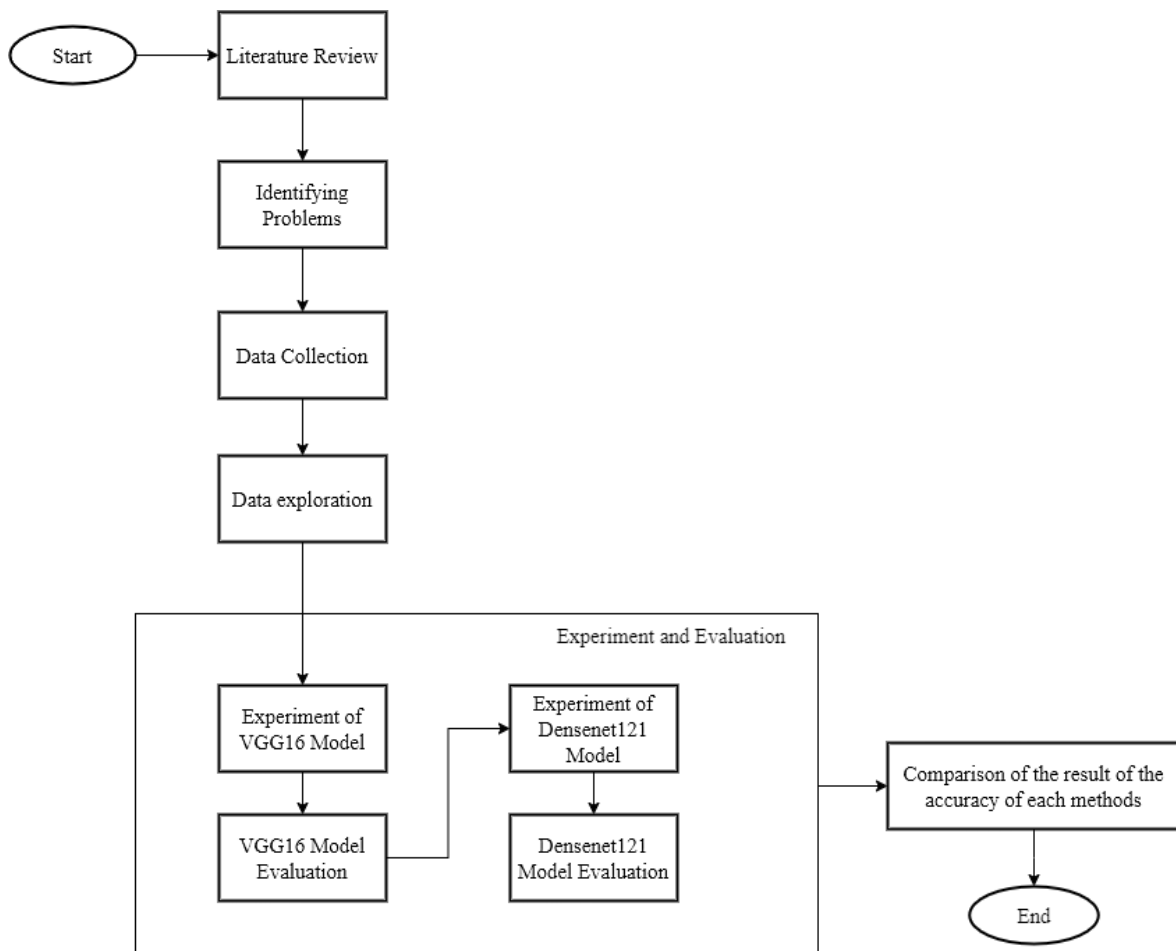 Start
Literature Review
Identifying
Problems
Data Collection
Data exploration
Experiment and Evaluation
Experiment of
VGG16 Model
VGG16 Model
Evaluation
Experiment of
Densenet121
Model
Densenet121
Model Evaluation
Comparison of the result of the
accuracy of each methods
End